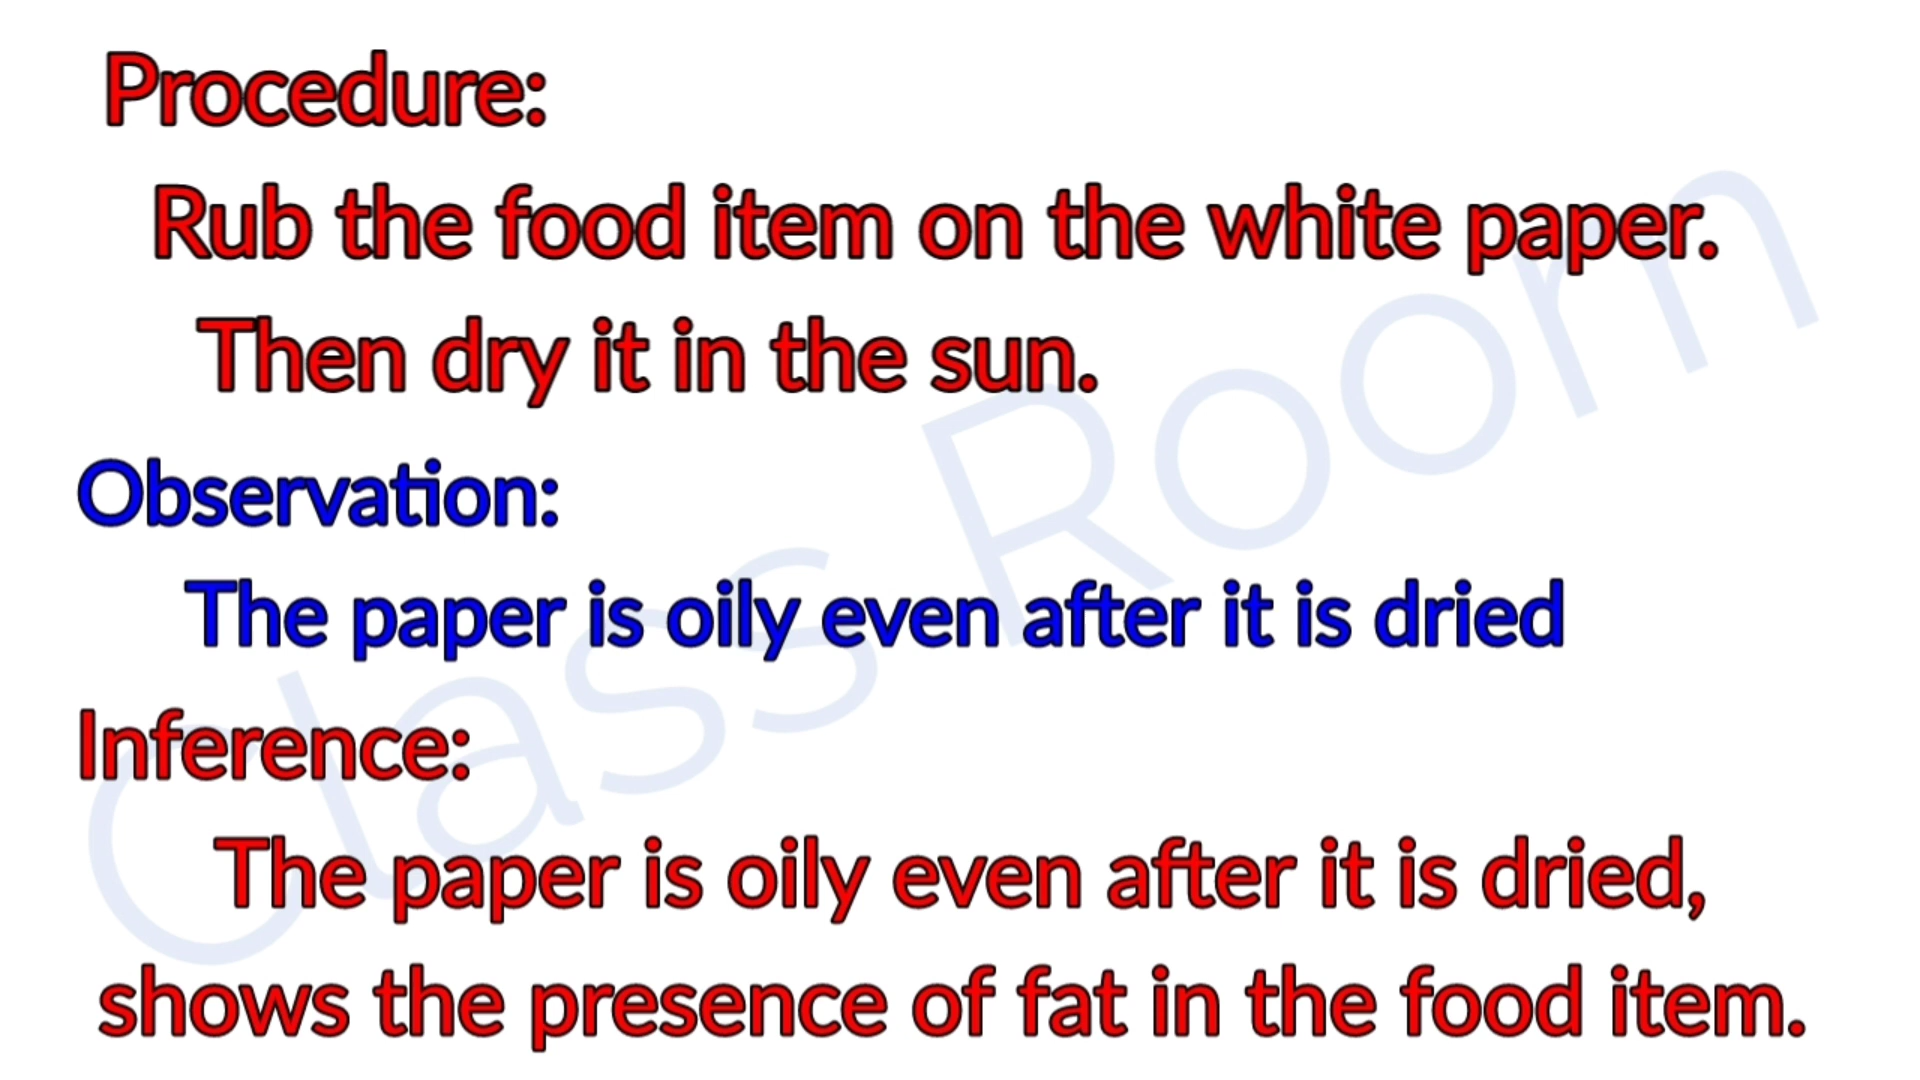 Procedure:
Rub the food item on the white paper.
Then dry it in the sun.
Observation:
The paper is oily even after it is dried
Inference:
The paper is oily even after it is dried,
shows the presence of fat in the food item.
Class Room